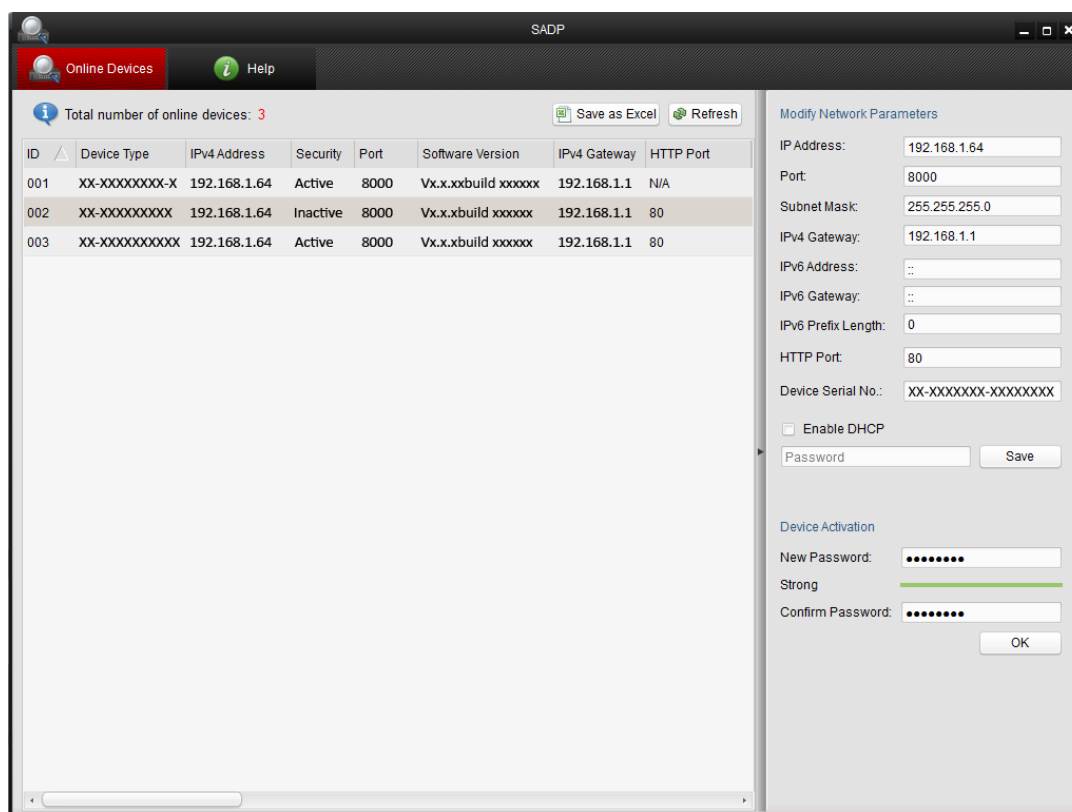 SADP
Online Devices
Help
Total number of online devices: 3
Save as Excel
Refresh
ID Device Type IPv4 Address Security Port Software Version IPv4 Gateway HTTP Port
001 XX-XXXXXXXX-X 192.168.1.64 Active 8000 Vx.x.xxbuild xxxxxx 192.168.1.1 N/A
002 XX-XXXXXXXXX 192.168.1.64 Inactive 8000 Vx.x.xbuild xxxxxx 192.168.1.1 80
003 XX-XXXXXXXXXX 192.168.1.64 Active 8000 Vx.x.xbuild xxxxxx 192.168.1.1 80
Modify Network Parameters
IP Address: 192.168.1.64
Port: 8000
Subnet Mask: 255.255.255.0
IPv4 Gateway: 192.168.1.1
IPv6 Address: ::
IPv6 Gateway: ::
IPv6 Prefix Length: 0
HTTP Port: 80
Device Serial No.: XX-XXXXXXX-XXXXXXXX
Enable DHCP
Password Save
Device Activation
New Password: ••••••••
Strong
Confirm Password: ••••••••
OK